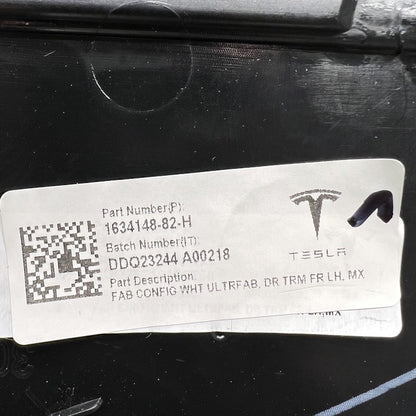 Part Number(P):
1634148-82-H
Batch Number(1T):
DDQ23244 A00218
Part Description:
FAB CONFIG WHT ULTRFAB, DR TRM FR LH, MX
TESLA